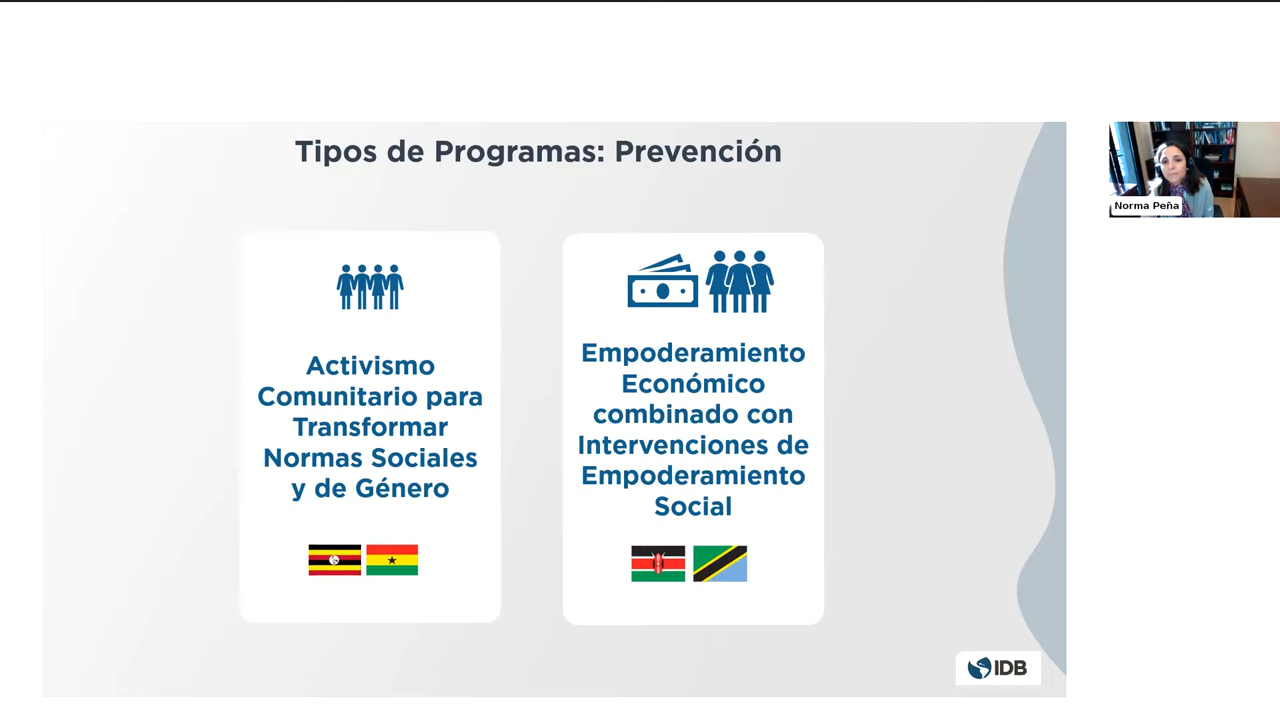 Tipos de Programas: Prevención
Activismo
Comunitario para
Transformar
Normas Sociales
y de Género
Empoderamiento
Económico
combinado con
Intervenciones de
Empoderamiento
Social
Norma Peña
IDB